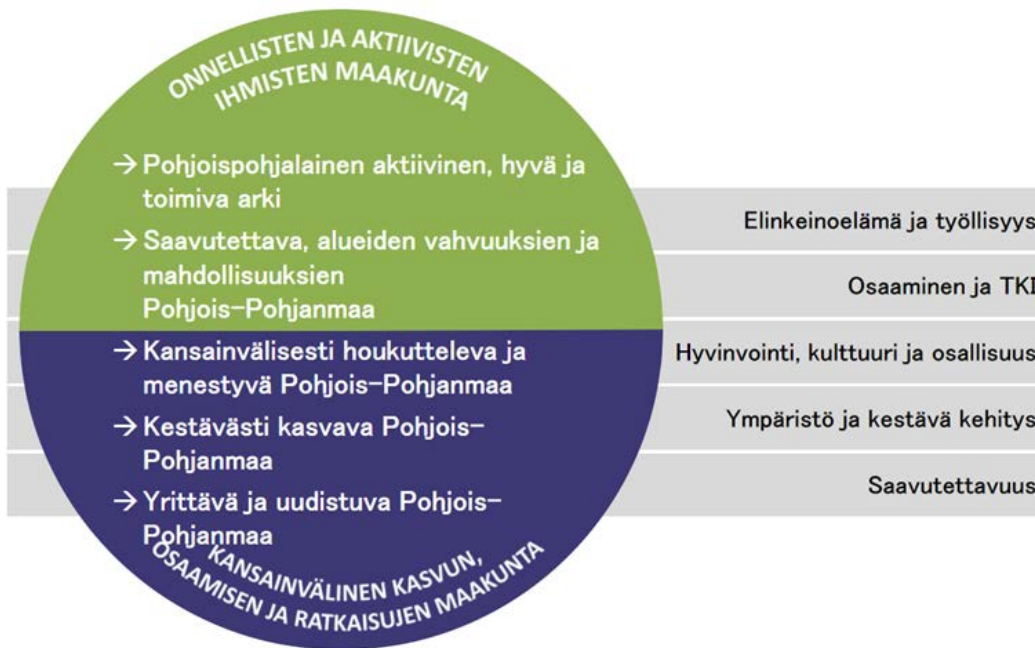 ONNELLISTEN JA AKTIIVISTEN
IHMISTEN MAAKUNTA
→ Pohjoispohjalainen aktiivinen, hyvä ja
toimiva arki
→ Saavutettava, alueiden vahvuuksien ja
mahdollisuuksien
Pohjois-Pohjanmaa
→ Kansainvälisesti houkutteleva ja
menestyvä Pohjois-Pohjanmaa
→ Kestävästi kasvava Pohjois-
Pohjanmaa
→ Yrittävä ja uudistuva Pohjois-
Pohjanmaa
KANSAINVÄLINEN KASVUN,
OSAAMISEN JA RATKAISUJEN MAAKUNTA
Elinkeinoelämä ja työllisyys
Osaaminen ja TKI
Hyvinvointi, kulttuuri ja osallisuus
Ympäristö ja kestävä kehitys
Saavutettavuus